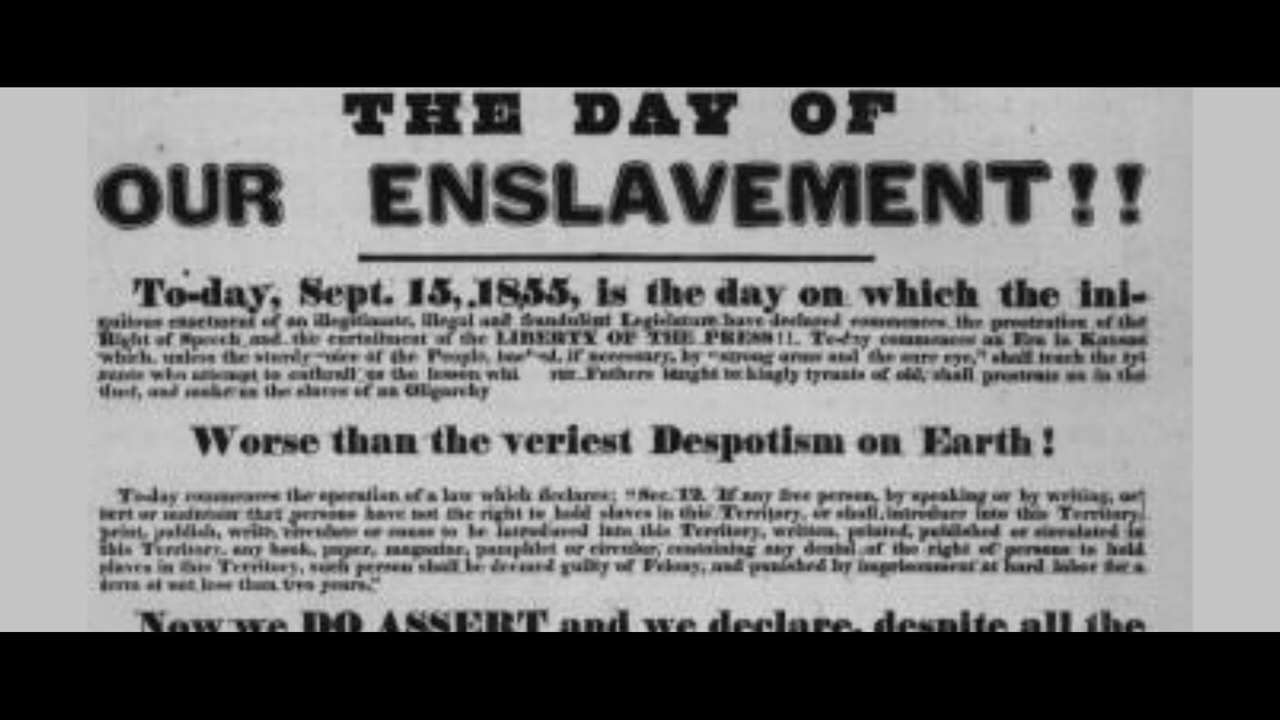 THE DAY OF
OUR ENSLAVEMENT!!
To-day, Sept. 15, 1855, is the day on which the ini-
quitous enactment of an illegitimate, illegal and fraudulent Legislature have declared commences the prostration of the
Right of Speech and the curtailment of the LIBERTY OF THE PRESS!! To-day commences an Era in Kansas
which, unless the sturdy voice of the People, backed, if necessary, by "strong arms and the sure eye," shall teach the ty-
rants who attempt to enthrall us the lesson whi our Fathers taught to kingly tyrants of old, shall prostrate us in the
dust, and make us the slaves of an Oligarchy
Worse than the veriest Despotism on Earth!
To-day commences the operation of a law which declares: "Sec. 12. If any free person, by speaking or by writing, as-
sert or maintain that persons have not the right to hold slaves in this Territory, or shall introduce into this Territory,
print, publish, write, circulate or cause to be introduced into this Territory, written, printed, published or circulated in
this Territory, any book, paper, magazine, pamphlet or circular, containing any denial of the right of persons to hold
slaves in this Territory, such person shall be deemed guilty of Felony, and punished by imprisonment at hard labor for a
term of not less than two years."
Now we DO ASSERT and we declare, despite all the